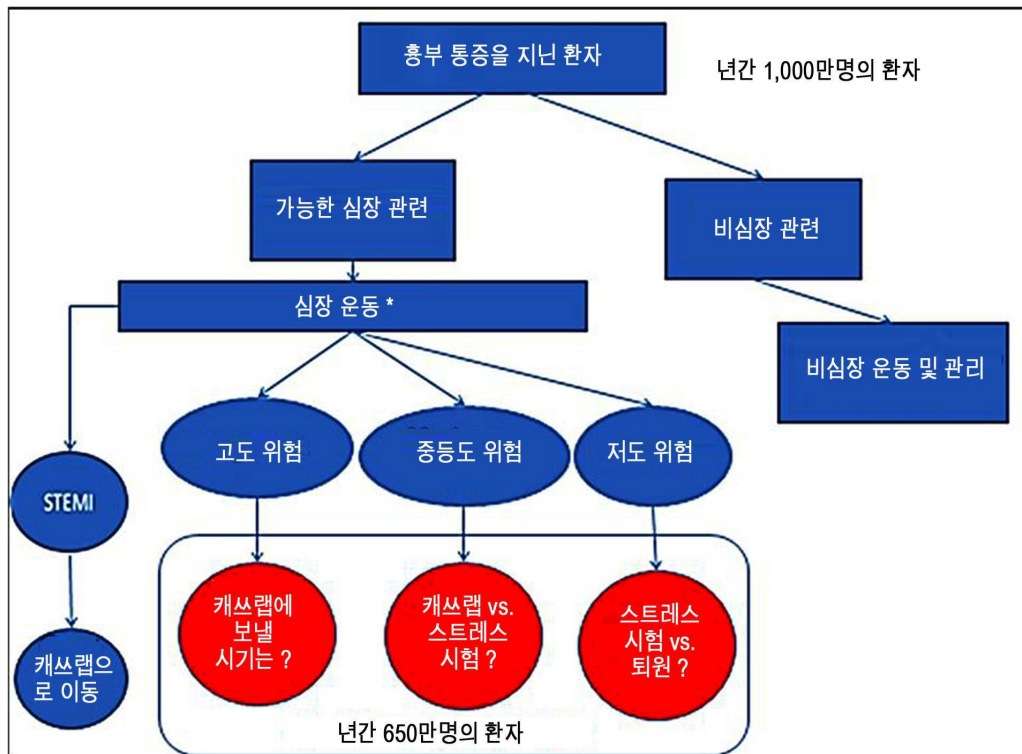 흉부 통증을 지닌 환자
년간 1,000만명의 환자
가능한 심장 관련
비심장 관련
심장 운동 *
비심장 운동 및 관리
고도 위험
중등도 위험
저도 위험
STEMI
캐쓰랩에
보낼
시기는 ?
캐쓰랩 vs.
스트레스
시험 ?
스트레스
시험 vs.
퇴원 ?
캐쓰랩으
로 이동
년간 650만명의 환자